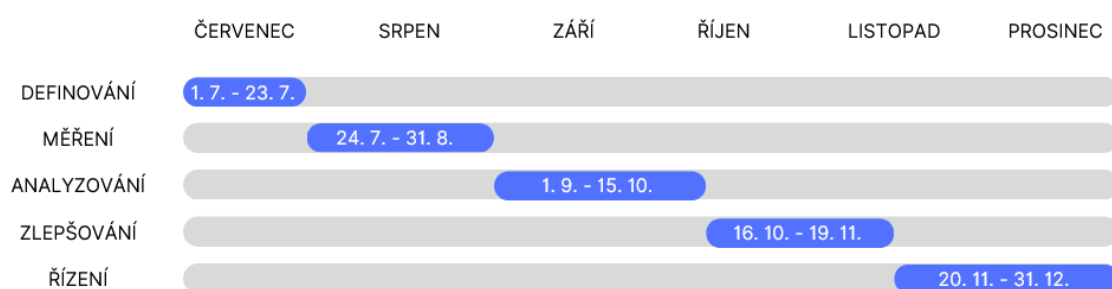 ČERVENEC SRPEN ZÁŘÍ ŘÍJEN LISTOPAD PROSINEC
DEFINOVÁNÍ 1. 7. - 23. 7.
MĚŘENÍ 24. 7. - 31. 8.
ANALYZOVÁNÍ 1. 9. - 15. 10.
ZLEPŠOVÁNÍ 16. 10. - 19. 11.
ŘÍZENÍ 20. 11. - 31. 12.